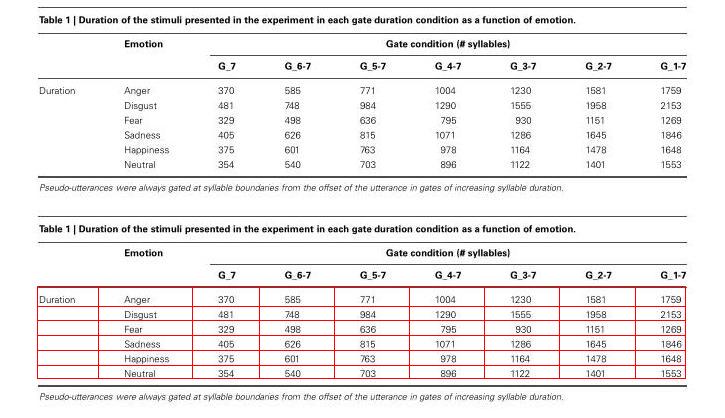 Table 1 | Duration of the stimuli presented in the experiment in each gate duration condition as a function of emotion.
Emotion Gate condition (# syllables)
G_7 G_6-7 G_5-7 G_4-7 G_3-7 G_2-7 G_1-7
Duration Anger 370 585 771 1004 1230 1581 1759
Disgust 481 748 984 1290 1555 1958 2153
Fear 329 498 636 795 930 1151 1269
Sadness 405 626 815 1071 1286 1645 1846
Happiness 375 601 763 978 1164 1478 1648
Neutral 354 540 703 896 1122 1401 1553
Pseudo-utterances were always gated at syllable boundaries from the offset of the utterance in gates of increasing syllable duration.
Table 1 | Duration of the stimuli presented in the experiment in each gate duration condition as a function of emotion.
Emotion Gate condition (# syllables)
G_7 G_6-7 G_5-7 G_4-7 G_3-7 G_2-7 G_1-7
Duration Anger 370 585 771 1004 1230 1581 1759
Disgust 481 748 984 1290 1555 1958 2153
Fear 329 498 636 795 930 1151 1269
Sadness 405 626 815 1071 1286 1645 1846
Happiness 375 601 763 978 1164 1478 1648
Neutral 354 540 703 896 1122 1401 1553
Pseudo-utterances were always gated at syllable boundaries from the offset of the utterance in gates of increasing syllable duration.